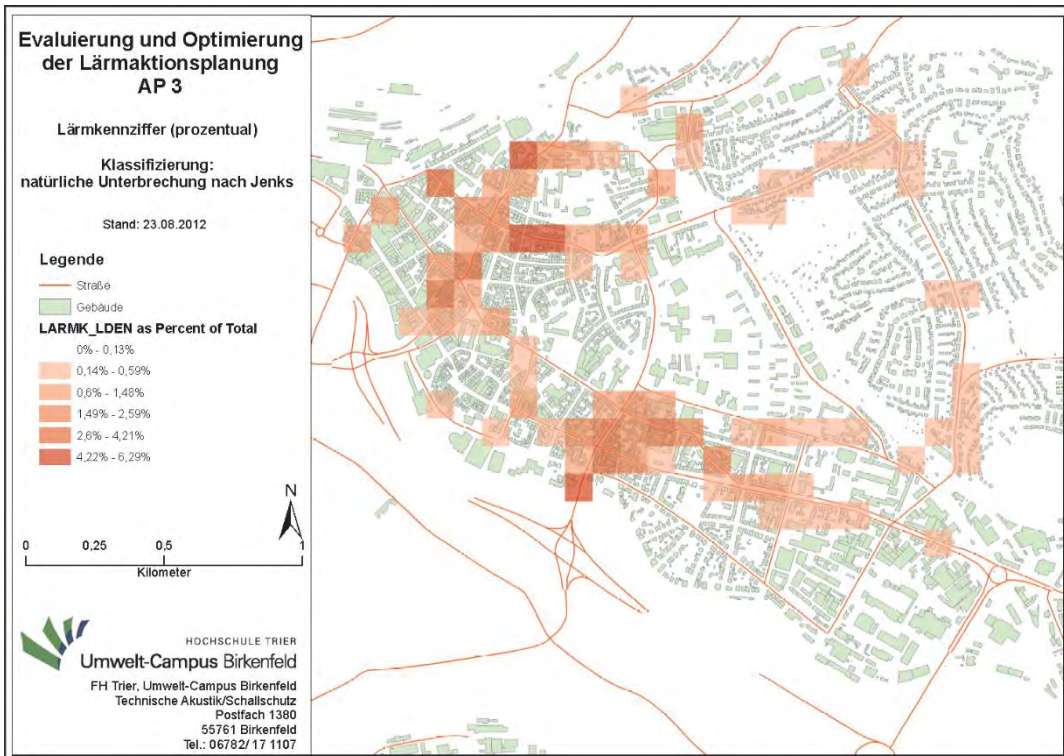 Evaluierung und Optimierung
der Lärmaktionsplanung
AP 3
Lärmkennziffer (prozentual)
Klassifizierung:
natürliche Unterbrechung nach Jenks
Stand: 23.08.2012
Legende
Straße
Gebäude
LARMK_LDEN as Percent of Total
0% - 0,13%
0,14% - 0,59%
0,6% - 1,48%
1,49% - 2,59%
2,6% - 4,21%
4,22% - 6,29%
N
0 0,25 0,5 1
Kilometer
HOCHSCHULE TRIER
Umwelt-Campus Birkenfeld
FH Trier, Umwelt-Campus Birkenfeld
Technische Akustik/Schallschutz
Postfach 1380
55761 Birkenfeld
Tel.: 06782/ 17 1107